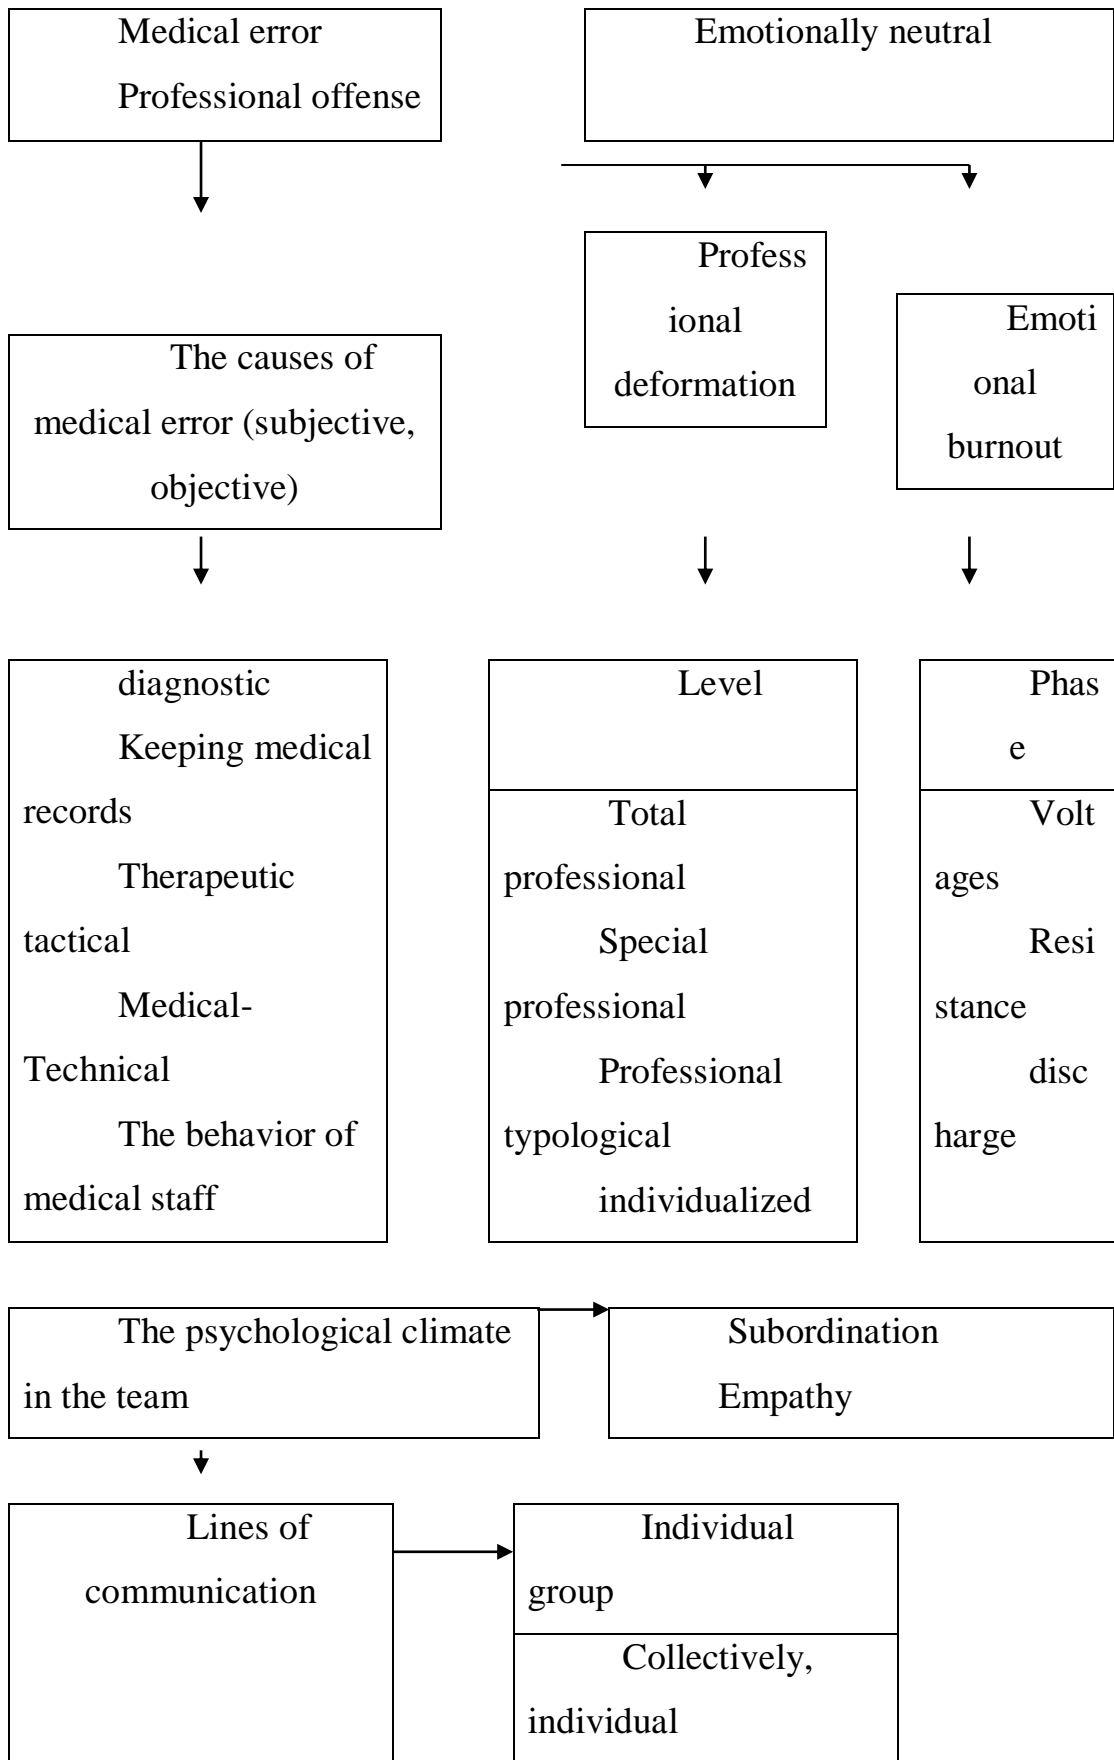 Medical error
Professional offense
Emotionally neutral
Profess
ional
deformation
Emoti
onal
burnout
The causes of
medical error (subjective,
objective)
diagnostic
Keeping medical
records
Therapeutic
tactical
Medical-
Technical
The behavior of
medical staff
Level
Total
professional
Special
professional
Professional
typological
individualized
Phas
e
Volt
ages
Resi
stance
disc
harge
The psychological climate
in the team
Subordination
Empathy
Lines of
communication
Individual
group
Collectively,
individual